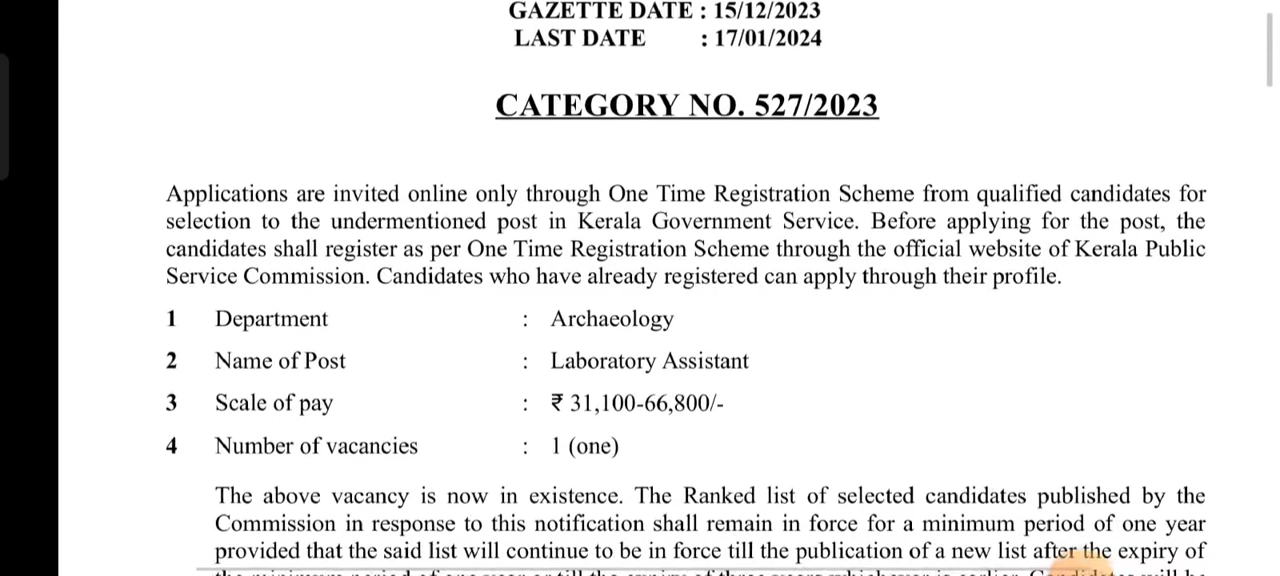 GAZETTE DATE : 15/12/2023
LAST DATE : 17/01/2024
CATEGORY NO. 527/2023
Applications are invited online only through One Time Registration Scheme from qualified candidates for
selection to the undermentioned post in Kerala Government Service. Before applying for the post, the
candidates shall register as per One Time Registration Scheme through the official website of Kerala Public
Service Commission. Candidates who have already registered can apply through their profile.
1 Department : Archaeology
2 Name of Post : Laboratory Assistant
3 Scale of pay : ₹ 31,100-66,800/-
4 Number of vacancies : 1 (one)
The above vacancy is now in existence. The Ranked list of selected candidates published by the
Commission in response to this notification shall remain in force for a minimum period of one year
provided that the said list will continue to be in force till the publication of a new list after the expiry of